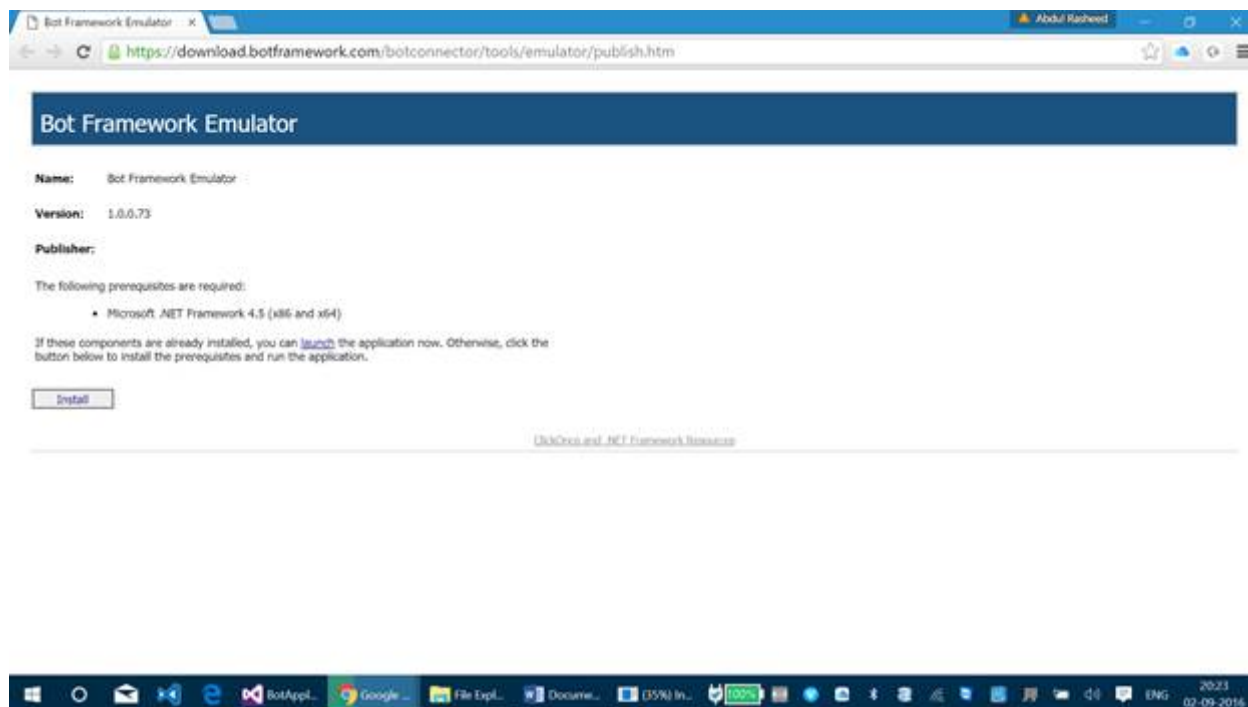 Bot Framework Emulator
Abdul Rasheed
https://download.botframework.com/botconnector/tools/emulator/publish.htm
Bot Framework Emulator
Name: Bot Framework Emulator
Version: 1.0.0.73
Publisher:
The following prerequisites are required:
• Microsoft .NET Framework 4.5 (x86 and x64)
If these components are already installed, you can launch the application now. Otherwise, click the
button below to install the prerequisites and run the application.
Install
ClickOnce and .NET Framework Resources
BotAppl... Google ... File Expl... Docume... (35%) In... 100% ENG 20:23
02-09-2016